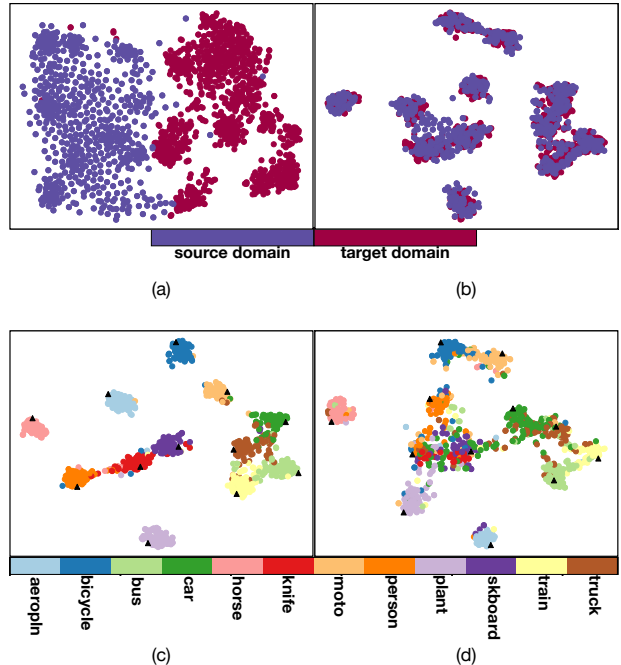 source domain
target domain
(a)
(b)
aeropln
bicycle
bus
car
horse
knife
moto
person
plant
skboard
train
truck
(c)
(d)